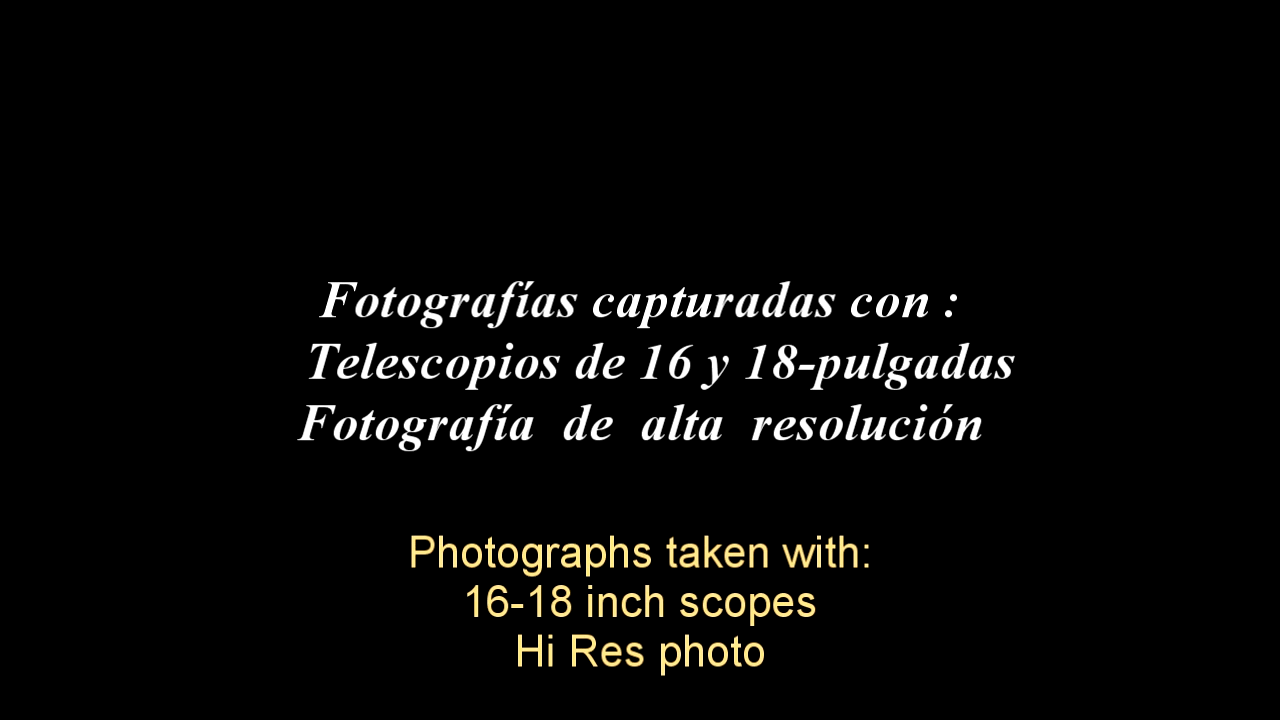 Fotografías capturadas con :
Telescopios de 16 y 18-pulgadas
Fotografía de alta resolución
Photographs taken with:
16-18 inch scopes
Hi Res photo